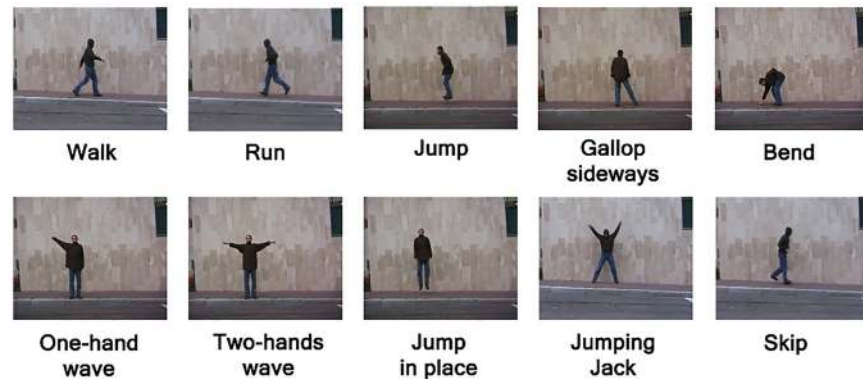 Walk
Run
Jump
Gallop
sideways
Bend
One-hand
wave
Two-hands
wave
Jump
in place
Jumping
Jack
Skip